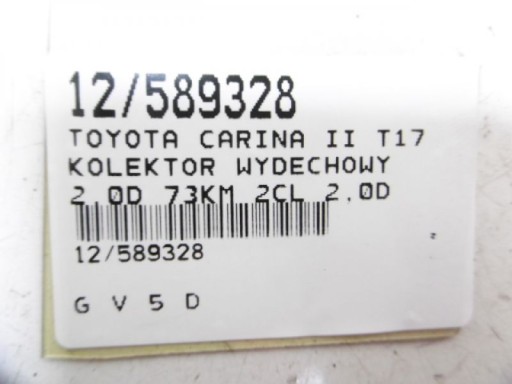 12/589328
TOYOTA CARINA II T17
KOLEKTOR WYDECHOWY
2.0D 73KM 2CL 2.0D
12/589328
G V 5 D